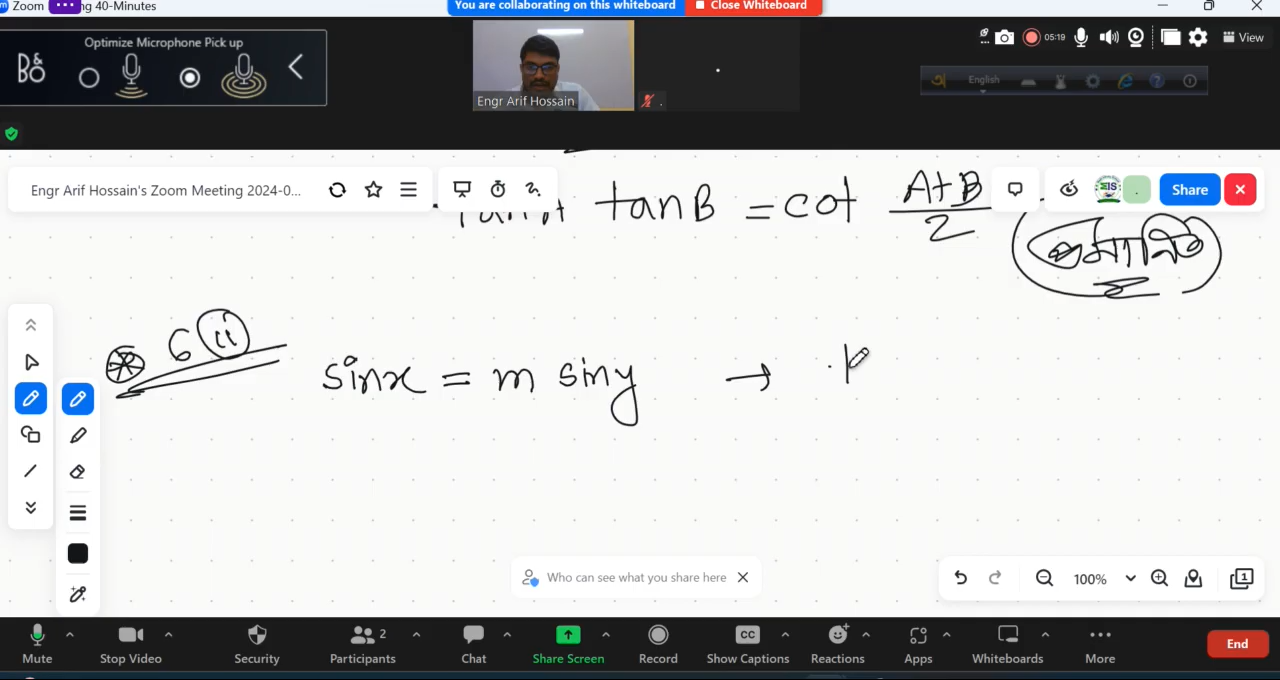 Zoom ng 40-Minutes
You are collaborating on this whiteboard Close Whiteboard
Optimize Microphone Pick up
B&O
Engr Arif Hossain
05:19
View
English
Engr Arif Hossain's Zoom Meeting 2024-0...
Share
tan B = cot A+B/2
6 ii
sinx = m siny →
Who can see what you share here
100%
1
Mute Stop Video Security Participants 2 Chat Share Screen Record Show Captions Reactions Apps Whiteboards More End